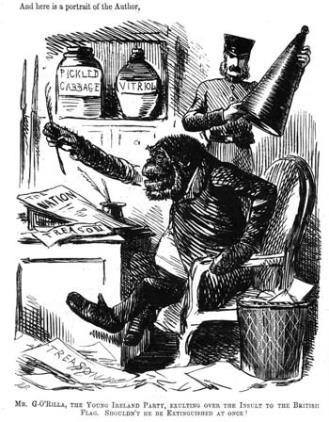 And here is a portrait of the Author,
PICKLED
CABBAGE
VITRIOL
THE
NATION
TREASON
TREASON
MR. G-O'RILLA, THE YOUNG IRELAND PARTY, EXULTING OVER THE INSULT TO THE BRITISH
FLAG. SHOULDN'T HE BE EXTINGUISHED AT ONCE!